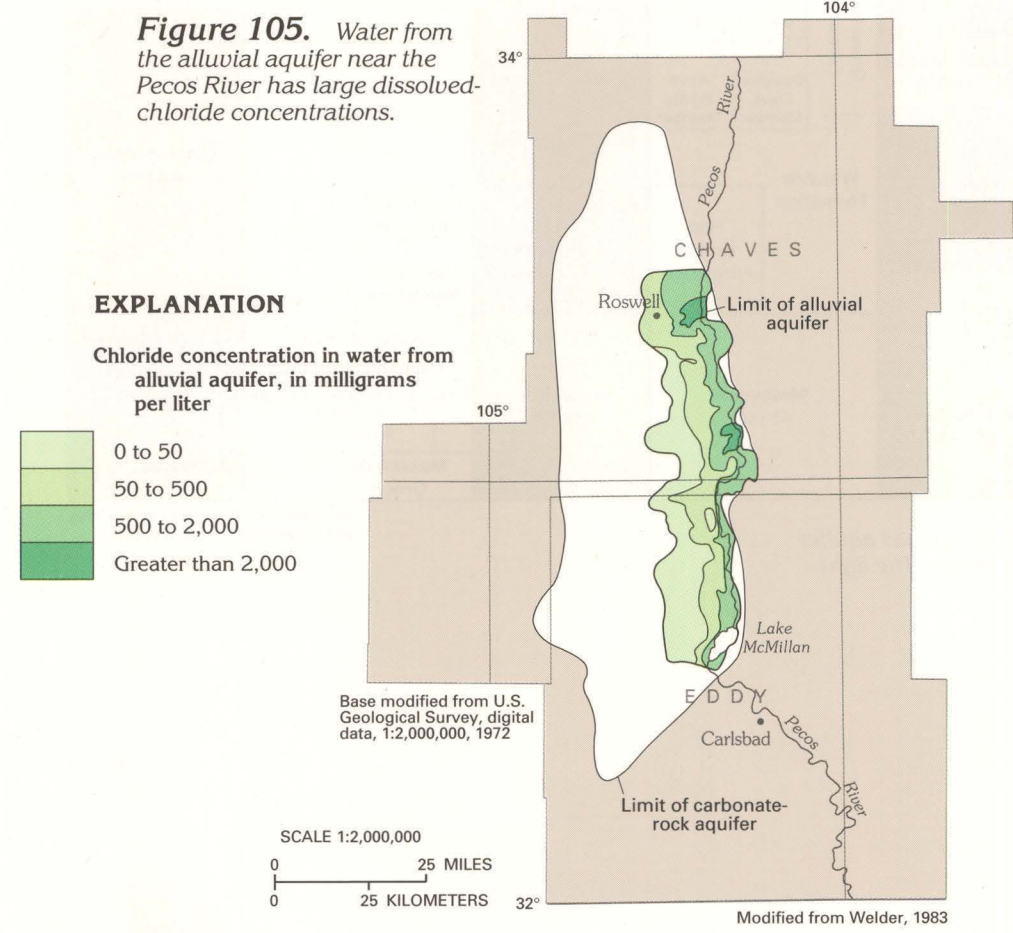 Figure 105. Water from
the alluvial aquifer near the
Pecos River has large dissolved-
chloride concentrations.
EXPLANATION
Chloride concentration in water from
alluvial aquifer, in milligrams
per liter
0 to 50
50 to 500
500 to 2,000
Greater than 2,000
104°
34°
River
Pecos
CHAVES
Roswell
Limit of alluvial
aquifer
105°
Lake
McMillan
EDDY
Carlsbad
Pecos
River
Base modified from U.S.
Geological Survey, digital
data, 1:2,000,000, 1972
Limit of carbonate-
rock aquifer
SCALE 1:2,000,000
0 25 MILES
0 25 KILOMETERS
32°
Modified from Welder, 1983